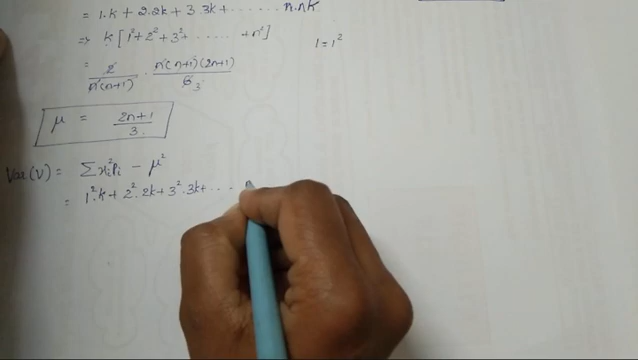 = 1.k + 2.2k + 3.3k + ....... n.nk
⇒ k [1² + 2² + 3² + ...... + n²] 1 = 1²
= 2/n(n+1) . n(n+1)(2n+1)/6 3
μ = 2n+1/3
Var.(V) = Σxi²Pi − μ²
= 1².k + 2².2k + 3².3k + ....